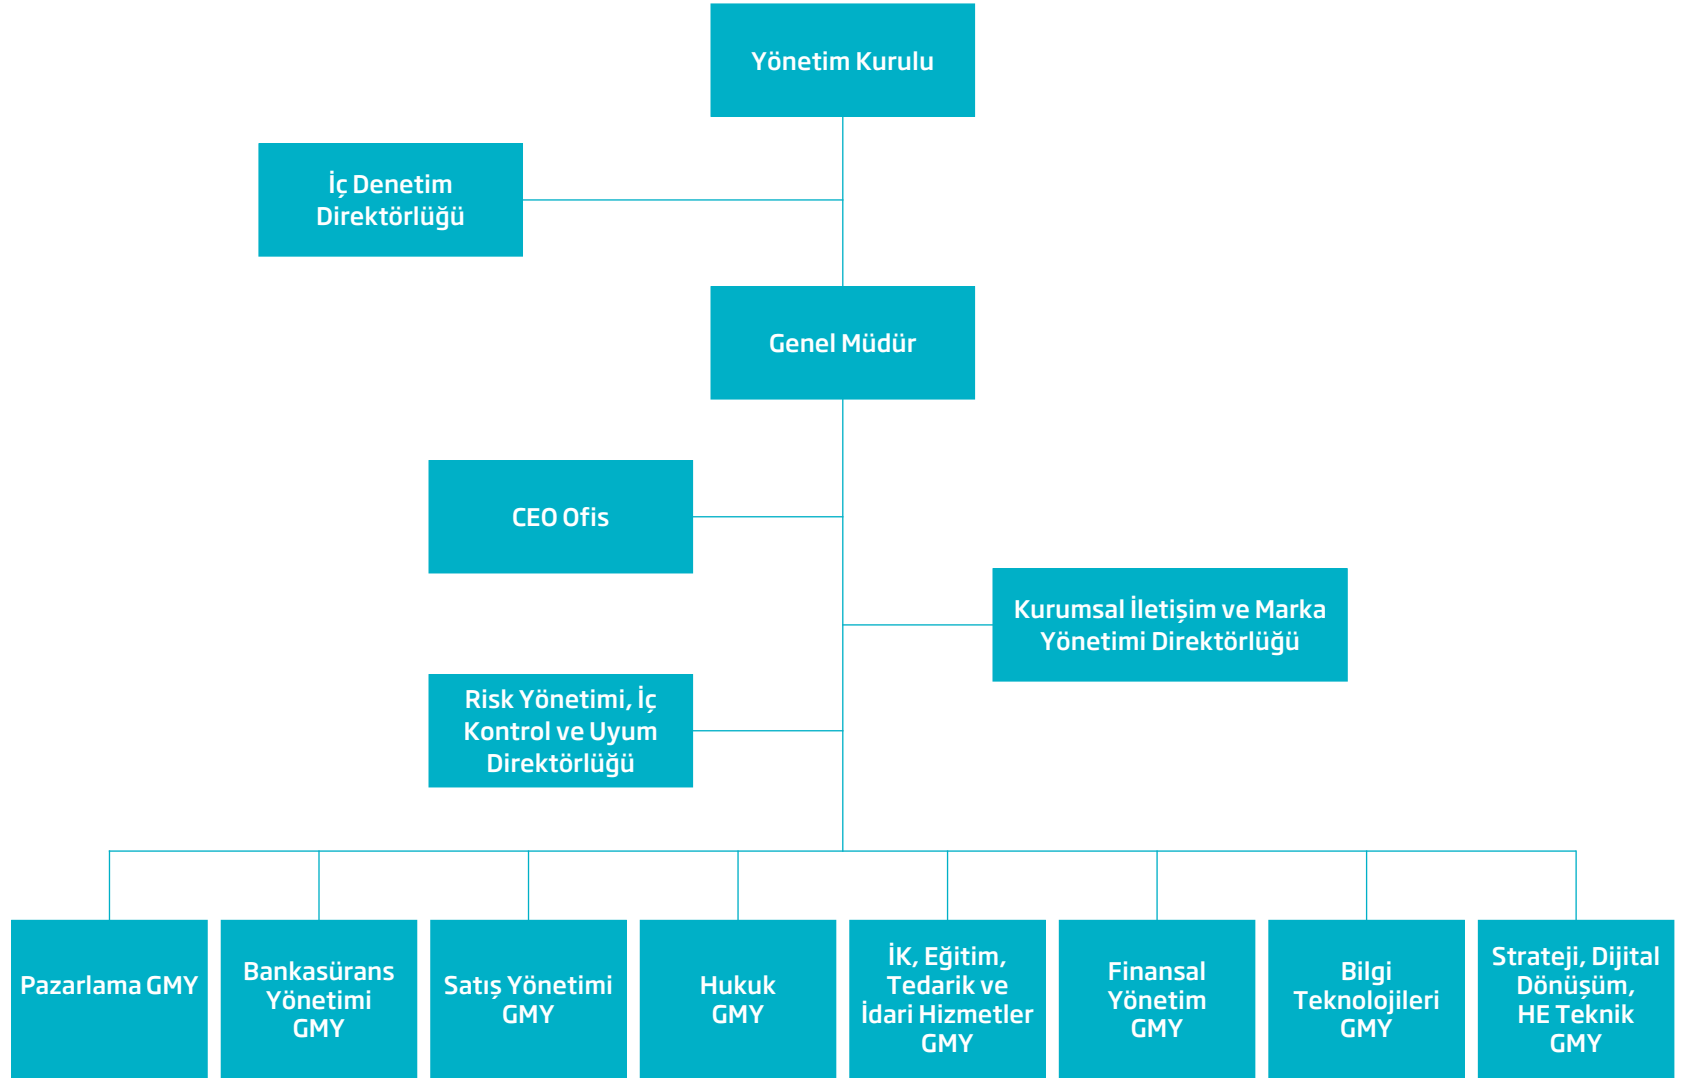 Yönetim Kurulu
İç Denetim
Direktörlüğü
Genel Müdür
CEO Ofis
Kurumsal İletişim ve Marka
Yönetimi Direktörlüğü
Risk Yönetimi, İç
Kontrol ve Uyum
Direktörlüğü
Pazarlama GMY
Bankasürans
Yönetimi
GMY
Satış Yönetimi
GMY
Hukuk
GMY
İK, Eğitim,
Tedarik ve
İdari Hizmetler
GMY
Finansal
Yönetim
GMY
Bilgi
Teknolojileri
GMY
Strateji, Dijital
Dönüşüm,
HE Teknik
GMY